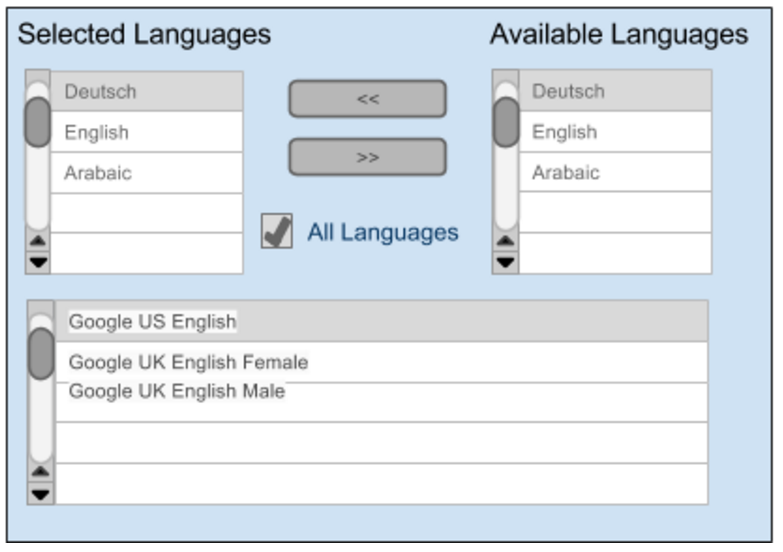 Selected Languages
Available Languages
Deutsch
English
Arabaic
<<
>>
All Languages
Deutsch
English
Arabaic
Google US English
Google UK English Female
Google UK English Male